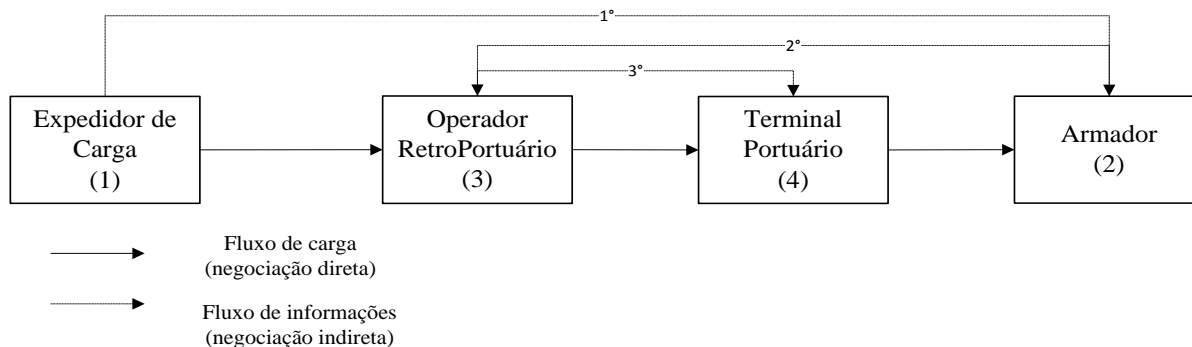 1°
2°
3°
Expedidor de
Carga
(1)
Operador
RetroPortuário
(3)
Terminal
Portuário
(4)
Armador
(2)
Fluxo de carga
(negociação direta)
Fluxo de informações
(negociação indireta)